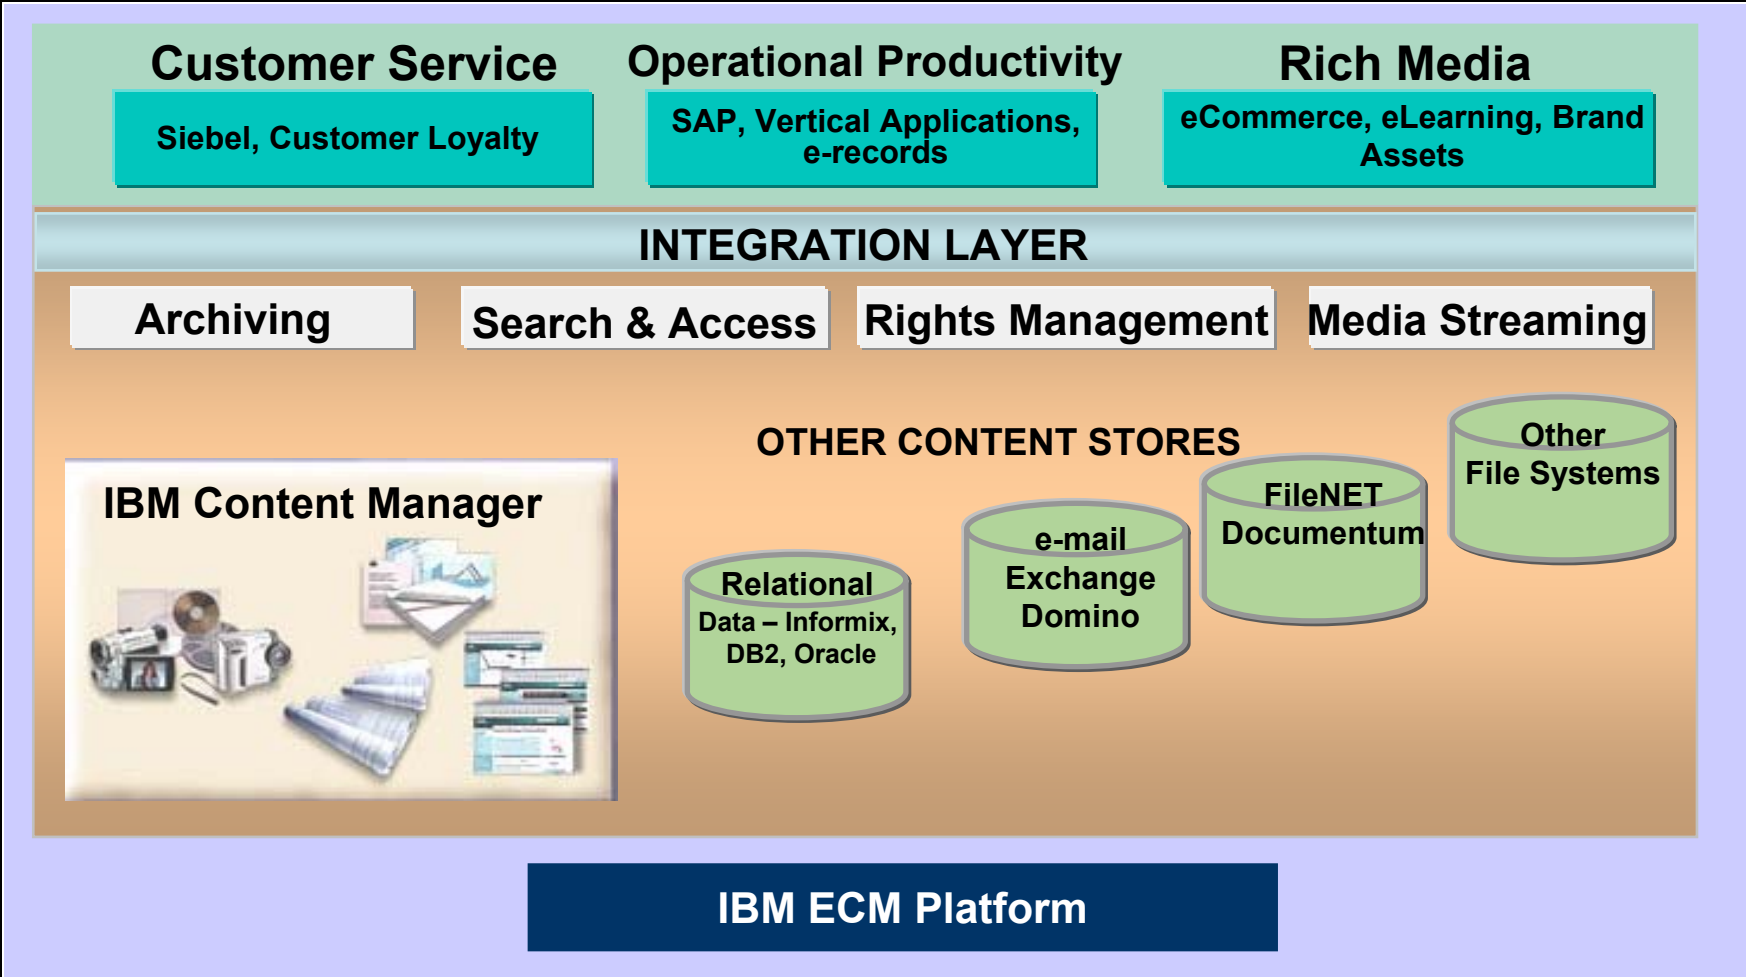 Customer Service
Operational Productivity
Rich Media
Siebel, Customer Loyalty
SAP, Vertical Applications,
e-records
eCommerce, eLearning, Brand
Assets
INTEGRATION LAYER
Archiving
Search & Access
Rights Management
Media Streaming
OTHER CONTENT STORES
IBM Content Manager
Relational
Data – Informix,
DB2, Oracle
e-mail
Exchange
Domino
FileNET
Documentum
Other
File Systems
IBM ECM Platform